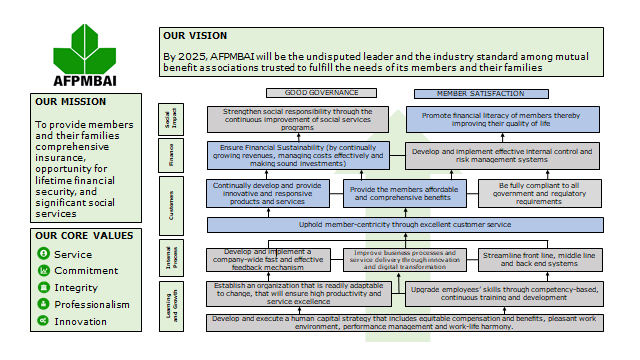 AFPMBAI
OUR VISION
By 2025, AFPMBAI will be the undisputed leader and the industry standard among mutual
benefit associations trusted to fulfill the needs of its members and their families
OUR MISSION
To provide members
and their families
comprehensive
insurance,
opportunity for
lifetime financial
security, and
significant social
services
OUR CORE VALUES
Service
Commitment
Integrity
Professionalism
Innovation
GOOD GOVERNANCE
MEMBER SATISFACTION
Social
Impact
Strengthen social responsibility through the
continuous improvement of social services
programs
Promote financial literacy of members thereby
improving their quality of life
Finance
Ensure Financial Sustainability (by continually
growing revenues, managing costs effectively and
making sound investments)
Develop and implement effective internal control and
risk management systems
Customers
Continually develop and provide
innovative and responsive
products and services
Provide the members affordable
and comprehensive benefits
Be fully compliant to all
government and regulatory
requirements
Uphold member-centricity through excellent customer service
Internal
Process
Develop and implement a
company-wide fast and effective
feedback mechanism
Improve business processes and
service delivery through innovation
and digital transformation
Streamline front line, middle line
and back end systems
Learning
and Growth
Establish an organization that is readily adaptable
to change, that will ensure high productivity and
service excellence
Upgrade employees' skills through competency-based,
continuous training and development
Develop and execute a human capital strategy that includes equitable compensation and benefits, pleasant work
environment, performance management and work-life harmony.